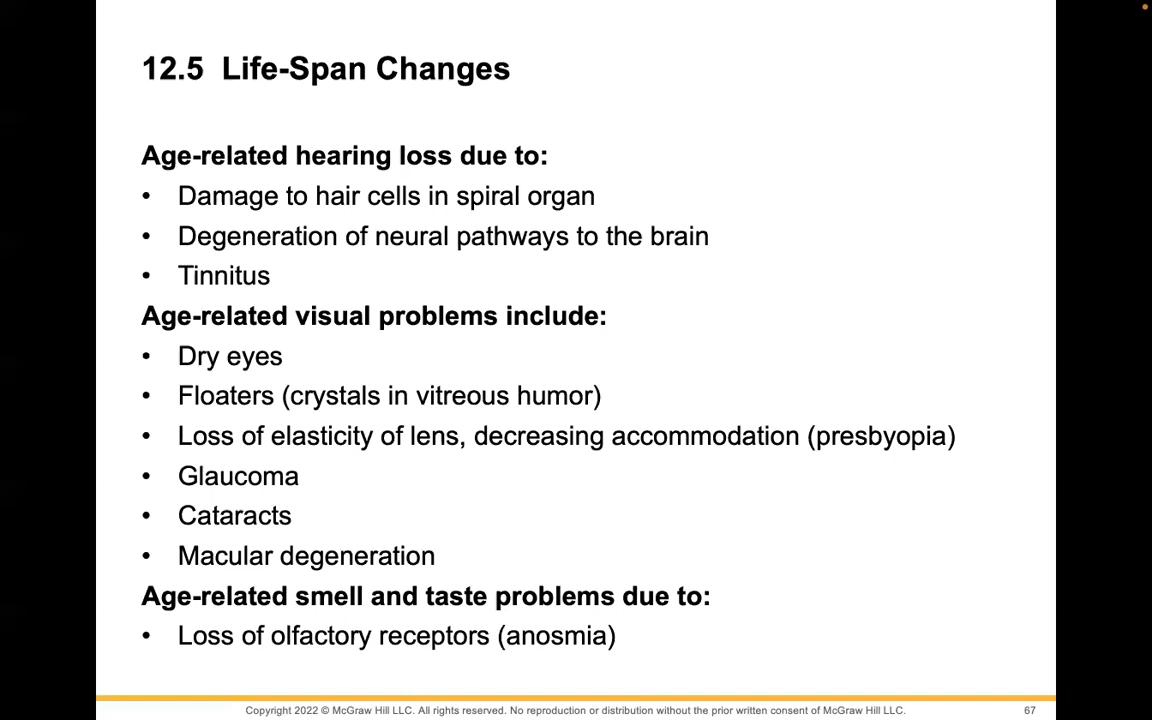 12.5 Life-Span Changes
Age-related hearing loss due to:
• Damage to hair cells in spiral organ
• Degeneration of neural pathways to the brain
• Tinnitus
Age-related visual problems include:
• Dry eyes
• Floaters (crystals in vitreous humor)
• Loss of elasticity of lens, decreasing accommodation (presbyopia)
• Glaucoma
• Cataracts
• Macular degeneration
Age-related smell and taste problems due to:
• Loss of olfactory receptors (anosmia)
Copyright 2022 © McGraw Hill LLC. All rights reserved. No reproduction or distribution without the prior written consent of McGraw Hill LLC. 67